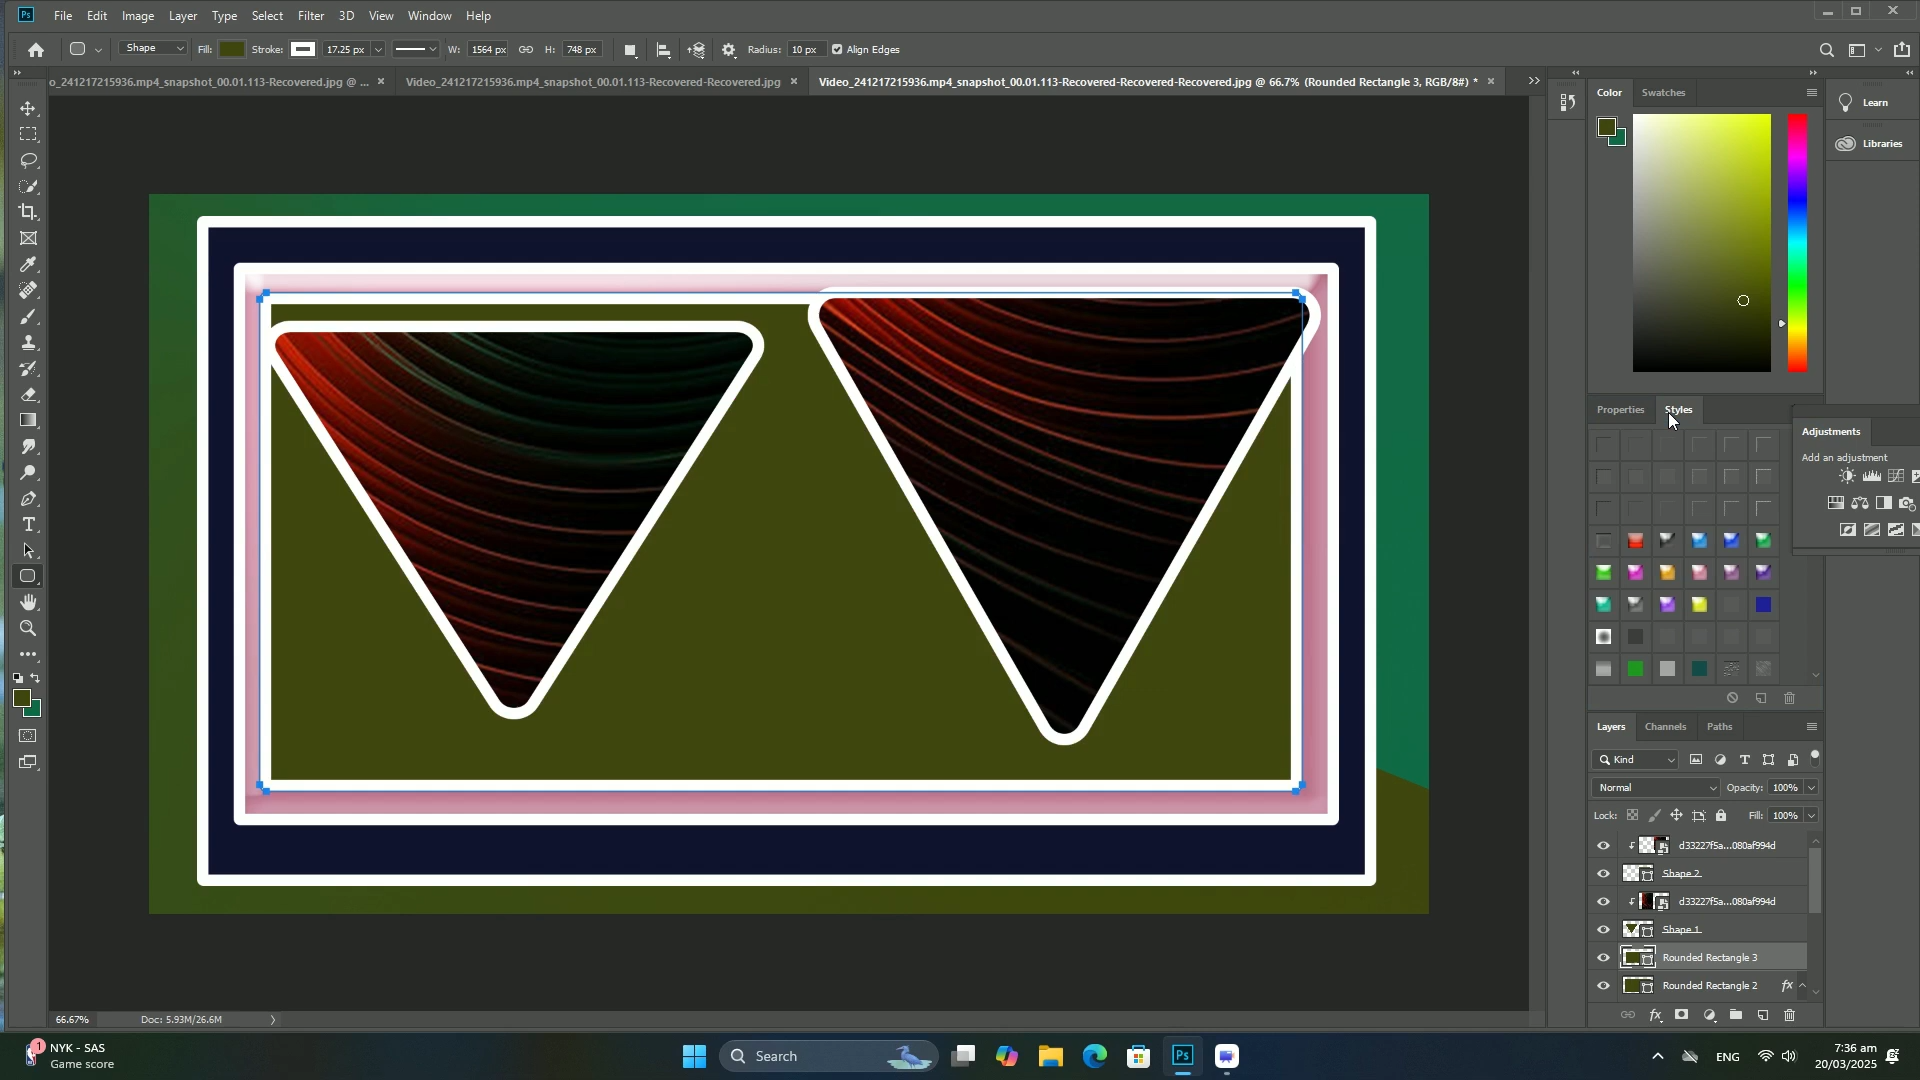 Ps File Edit Image Layer Type Select Filter 3D View Window Help
Shape Fill: Stroke: 17.25 px W: 1564 px H: 748 px Radius: 10 px Align Edges
o_241217215936.mp4_snapshot_00.01.113-Recovered.jpg @ ... Video_241217215936.mp4_snapshot_00.01.113-Recovered-Recovered.jpg Video_241217215936.mp4_snapshot_00.01.113-Recovered-Recovered-Recovered.jpg @ 66.7% (Rounded Rectangle 3, RGB/8#) *
Color Swatches
Learn
Libraries
Properties Styles
Adjustments
Add an adjustment
Layers Channels Paths
Kind
Normal Opacity: 100%
Lock: Fill: 100%
d33227f5a...080af994d
Shape 2
d33227f5a...080af994d
Shape 1
Rounded Rectangle 3
Rounded Rectangle 2 fx
fx
66.67% Doc: 5.93M/26.6M
1 NYK - SAS
Game score
Search
Ps
ENG
7:36 am
20/03/2025